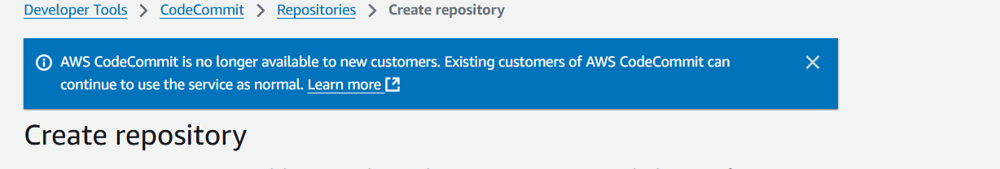 Developer Tools > CodeCommit > Repositories > Create repository
AWS CodeCommit is no longer available to new customers. Existing customers of AWS CodeCommit can
continue to use the service as normal. Learn more
Create repository